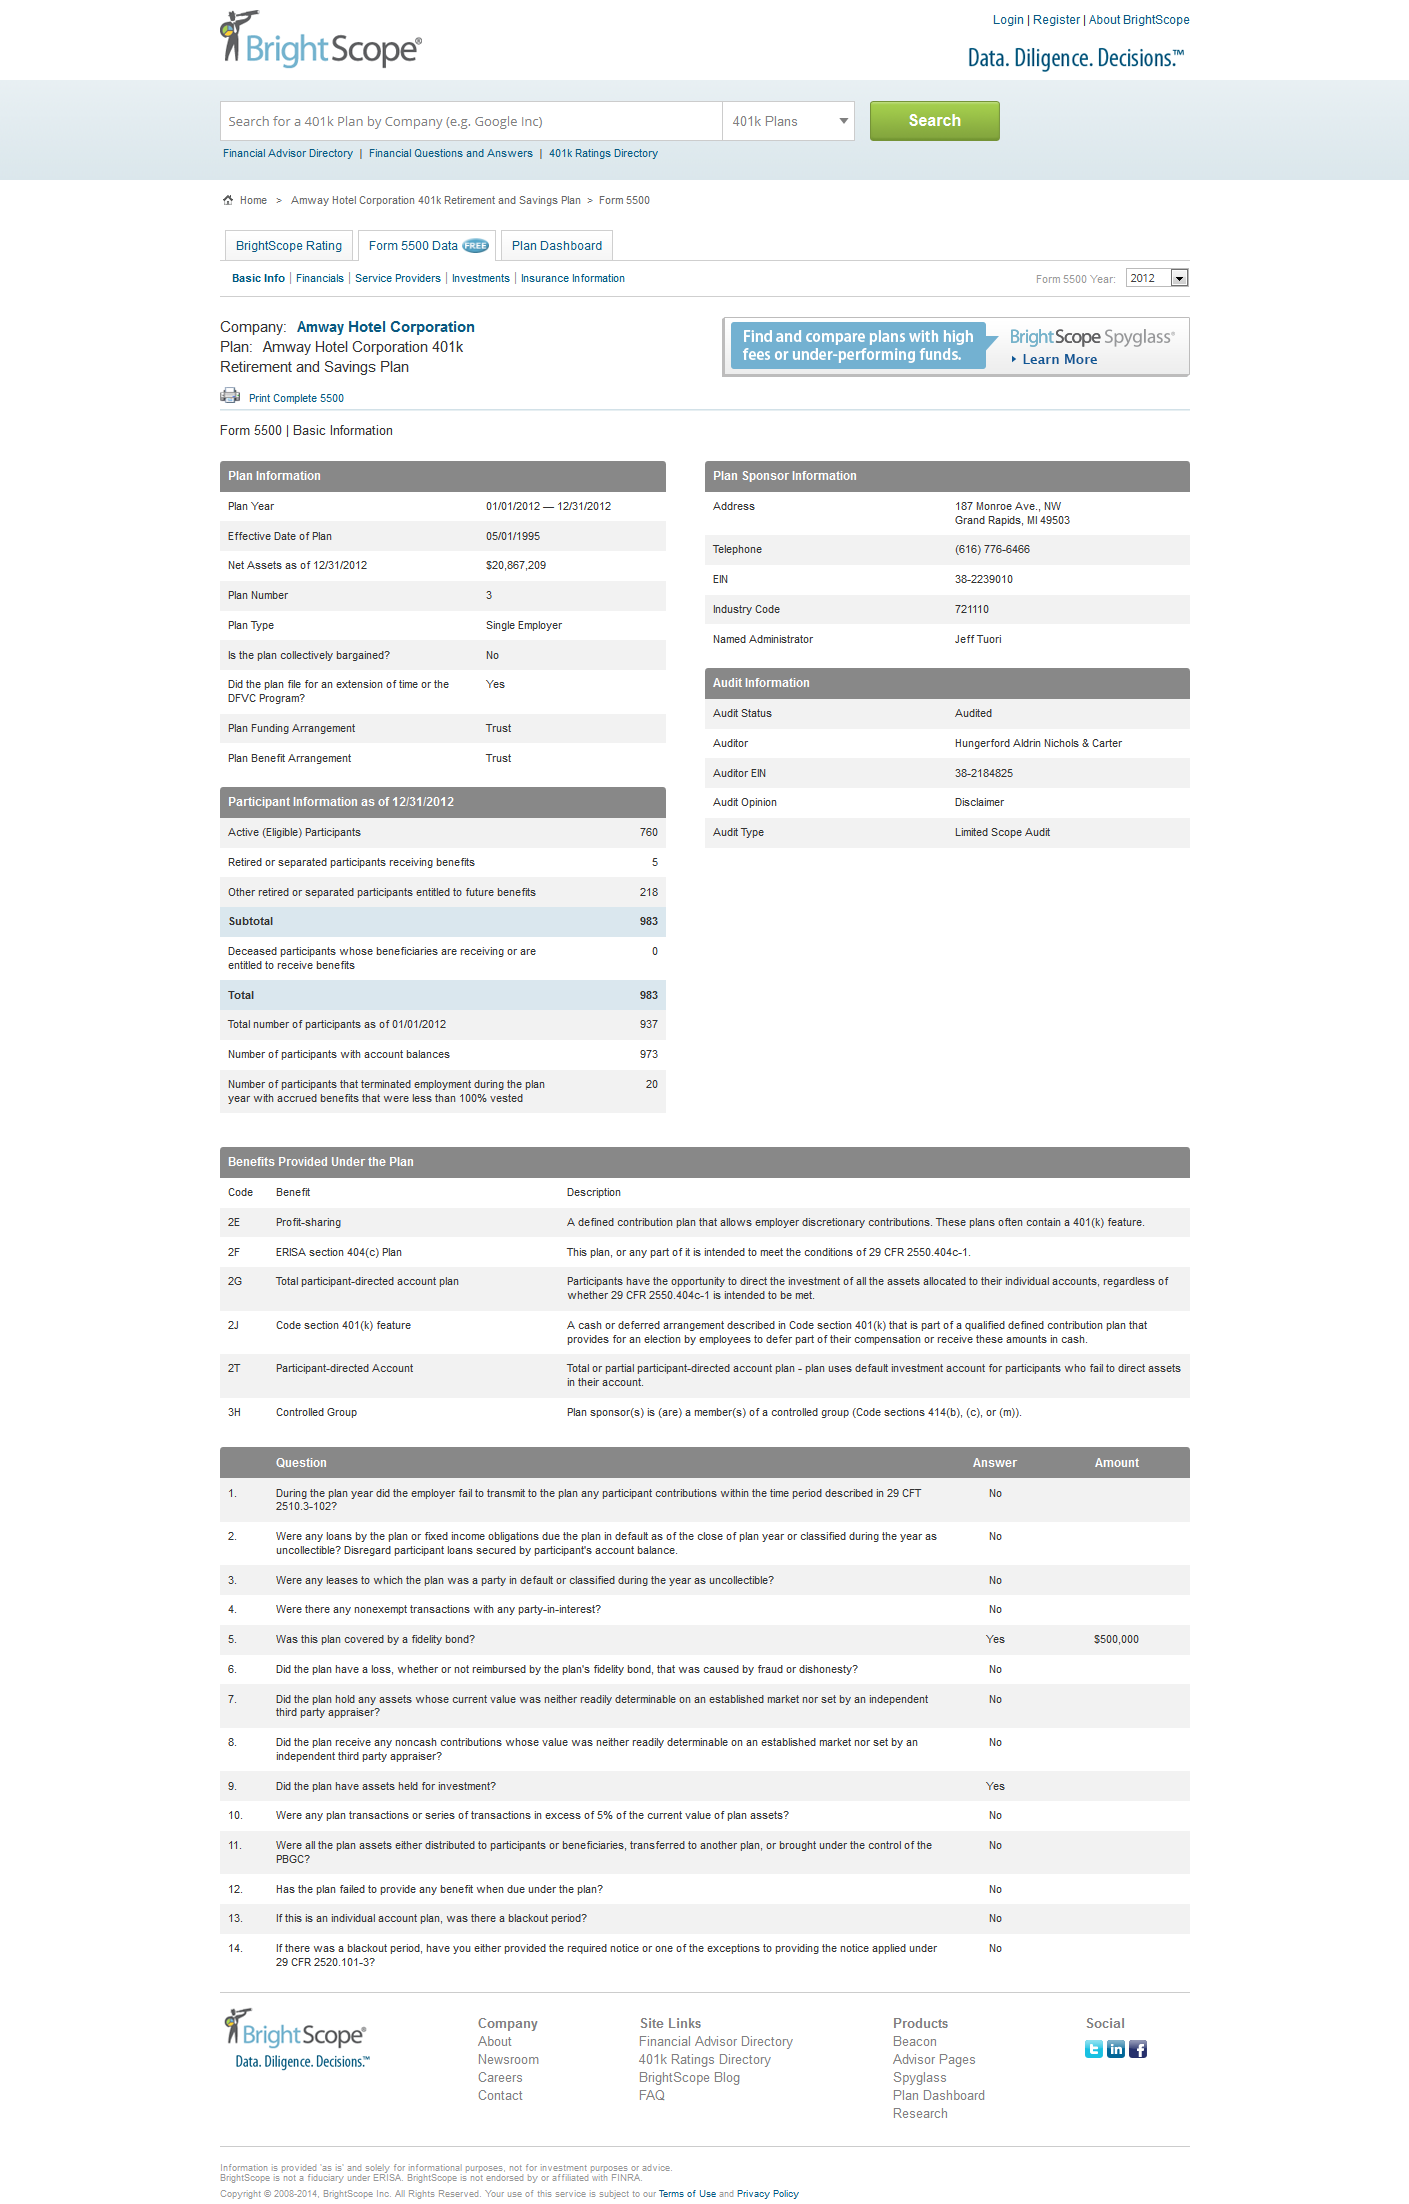 BrightScope®
Login | Register | About BrightScope
Data. Diligence. Decisions.™
Search for a 401k Plan by Company (e.g. Google Inc)
401k Plans
Search
Financial Advisor Directory | Financial Questions and Answers | 401k Ratings Directory
Home > Amway Hotel Corporation 401k Retirement and Savings Plan > Form 5500
BrightScope Rating
Form 5500 Data FREE
Plan Dashboard
Basic Info | Financials | Service Providers | Investments | Insurance Information
Form 5500 Year: 2012
Company: Amway Hotel Corporation
Plan: Amway Hotel Corporation 401k
Retirement and Savings Plan
Find and compare plans with high
fees or under-performing funds.
BrightScope Spyglass®
Learn More
Print Complete 5500
Form 5500 | Basic Information
Plan Information
Plan Year 01/01/2012 — 12/31/2012
Effective Date of Plan 05/01/1995
Net Assets as of 12/31/2012 $20,867,209
Plan Number 3
Plan Type Single Employer
Is the plan collectively bargained? No
Did the plan file for an extension of time or the Yes
DFVC Program?
Plan Funding Arrangement Trust
Plan Benefit Arrangement Trust
Participant Information as of 12/31/2012
Active (Eligible) Participants 760
Retired or separated participants receiving benefits 5
Other retired or separated participants entitled to future benefits 218
Subtotal 983
Deceased participants whose beneficiaries are receiving or are 0
entitled to receive benefits
Total 983
Total number of participants as of 01/01/2012 937
Number of participants with account balances 973
Number of participants that terminated employment during the plan 20
year with accrued benefits that were less than 100% vested
Plan Sponsor Information
Address 187 Monroe Ave., NW
Grand Rapids, MI 49503
Telephone (616) 776-6466
EIN 38-2239010
Industry Code 721110
Named Administrator Jeff Tuori
Audit Information
Audit Status Audited
Auditor Hungerford Aldrin Nichols & Carter
Auditor EIN 38-2184825
Audit Opinion Disclaimer
Audit Type Limited Scope Audit
Benefits Provided Under the Plan
Code Benefit Description
2E Profit-sharing A defined contribution plan that allows employer discretionary contributions. These plans often contain a 401(k) feature.
2F ERISA section 404(c) Plan This plan, or any part of it is intended to meet the conditions of 29 CFR 2550.404c-1.
2G Total participant-directed account plan Participants have the opportunity to direct the investment of all the assets allocated to their individual accounts, regardless of
whether 29 CFR 2550.404c-1 is intended to be met.
2J Code section 401(k) feature A cash or deferred arrangement described in Code section 401(k) that is part of a qualified defined contribution plan that
provides for an election by employees to defer part of their compensation or receive these amounts in cash.
2T Participant-directed Account Total or partial participant-directed account plan - plan uses default investment account for participants who fail to direct assets
in their account.
3H Controlled Group Plan sponsor(s) is (are) a member(s) of a controlled group (Code sections 414(b), (c), or (m)).
Question Answer Amount
1. During the plan year did the employer fail to transmit to the plan any participant contributions within the time period described in 29 CFT No
2510.3-102?
2. Were any loans by the plan or fixed income obligations due the plan in default as of the close of plan year or classified during the year as No
uncollectible? Disregard participant loans secured by participant's account balance.
3. Were any leases to which the plan was a party in default or classified during the year as uncollectible? No
4. Were there any nonexempt transactions with any party-in-interest? No
5. Was this plan covered by a fidelity bond? Yes $500,000
6. Did the plan have a loss, whether or not reimbursed by the plan's fidelity bond, that was caused by fraud or dishonesty? No
7. Did the plan hold any assets whose current value was neither readily determinable on an established market nor set by an independent No
third party appraiser?
8. Did the plan receive any noncash contributions whose value was neither readily determinable on an established market nor set by an No
independent third party appraiser?
9. Did the plan have assets held for investment? Yes
10. Were any plan transactions or series of transactions in excess of 5% of the current value of plan assets? No
11. Were all the plan assets either distributed to participants or beneficiaries, transferred to another plan, or brought under the control of the No
PBGC?
12. Has the plan failed to provide any benefit when due under the plan? No
13. If this is an individual account plan, was there a blackout period? No
14. If there was a blackout period, have you either provided the required notice or one of the exceptions to providing the notice applied under No
29 CFR 2520.101-3?
BrightScope®
Data. Diligence. Decisions.™
Company
About
Newsroom
Careers
Contact
Site Links
Financial Advisor Directory
401k Ratings Directory
BrightScope Blog
FAQ
Products
Beacon
Advisor Pages
Spyglass
Plan Dashboard
Research
Social
Information is provided 'as is' and solely for informational purposes, not for investment purposes or advice.
BrightScope is not a fiduciary under ERISA. BrightScope is not endorsed by or affiliated with FINRA.
Copyright © 2008-2014, BrightScope Inc. All Rights Reserved. Your use of this service is subject to our Terms of Use and Privacy Policy